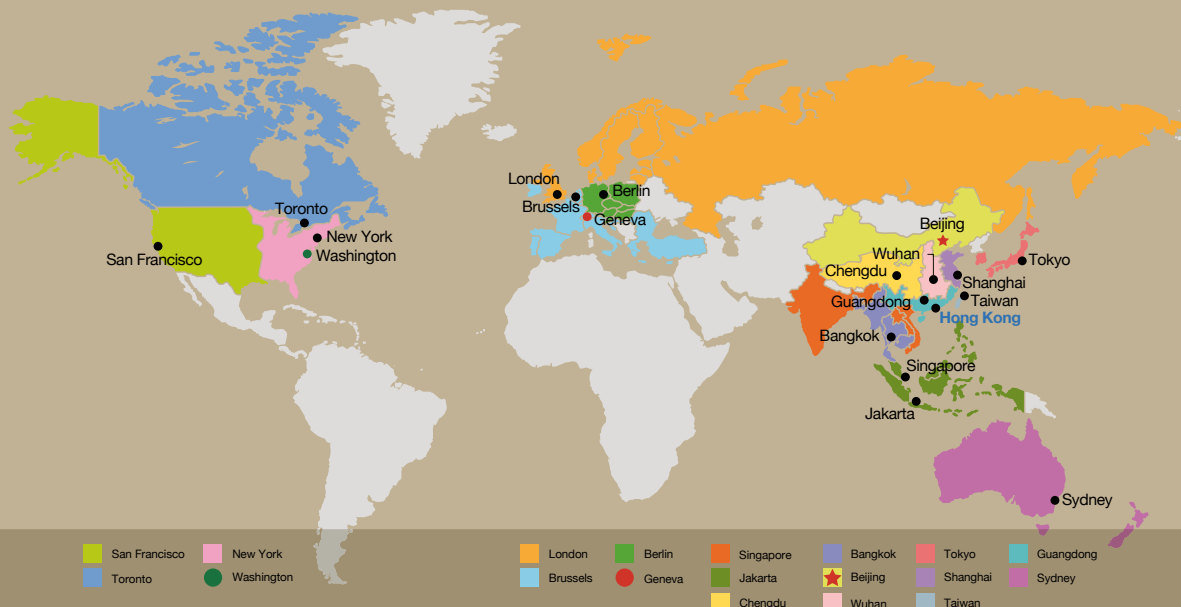 London
Berlin
Brussels
Geneva
Toronto
New York
Washington
San Francisco
Beijing
Wuhan
Chengdu
Tokyo
Shanghai
Guangdong
Taiwan
Hong Kong
Bangkok
Singapore
Jakarta
Sydney
San Francisco New York London Berlin Singapore Bangkok Tokyo Guangdong
Toronto Washington Brussels Geneva Jakarta Beijing Shanghai Sydney
Chengdu Wuhan Taiwan